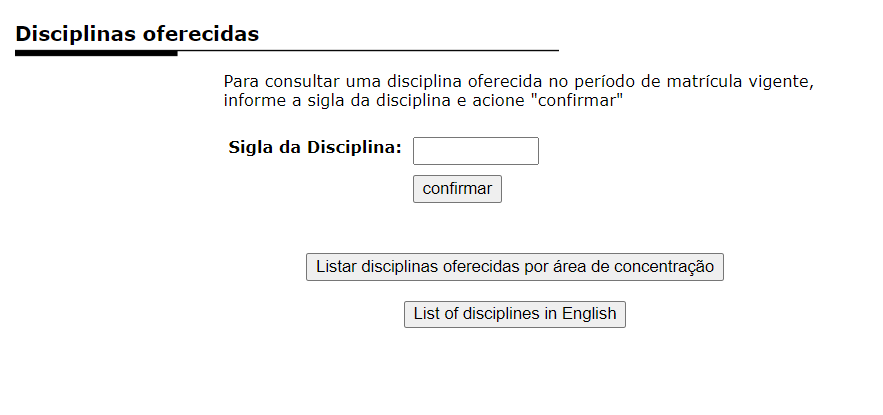 Disciplinas oferecidas
Para consultar uma disciplina oferecida no período de matrícula vigente,
informe a sigla da disciplina e acione "confirmar"
Sigla da Disciplina:
confirmar
Listar disciplinas oferecidas por área de concentração
List of disciplines in English